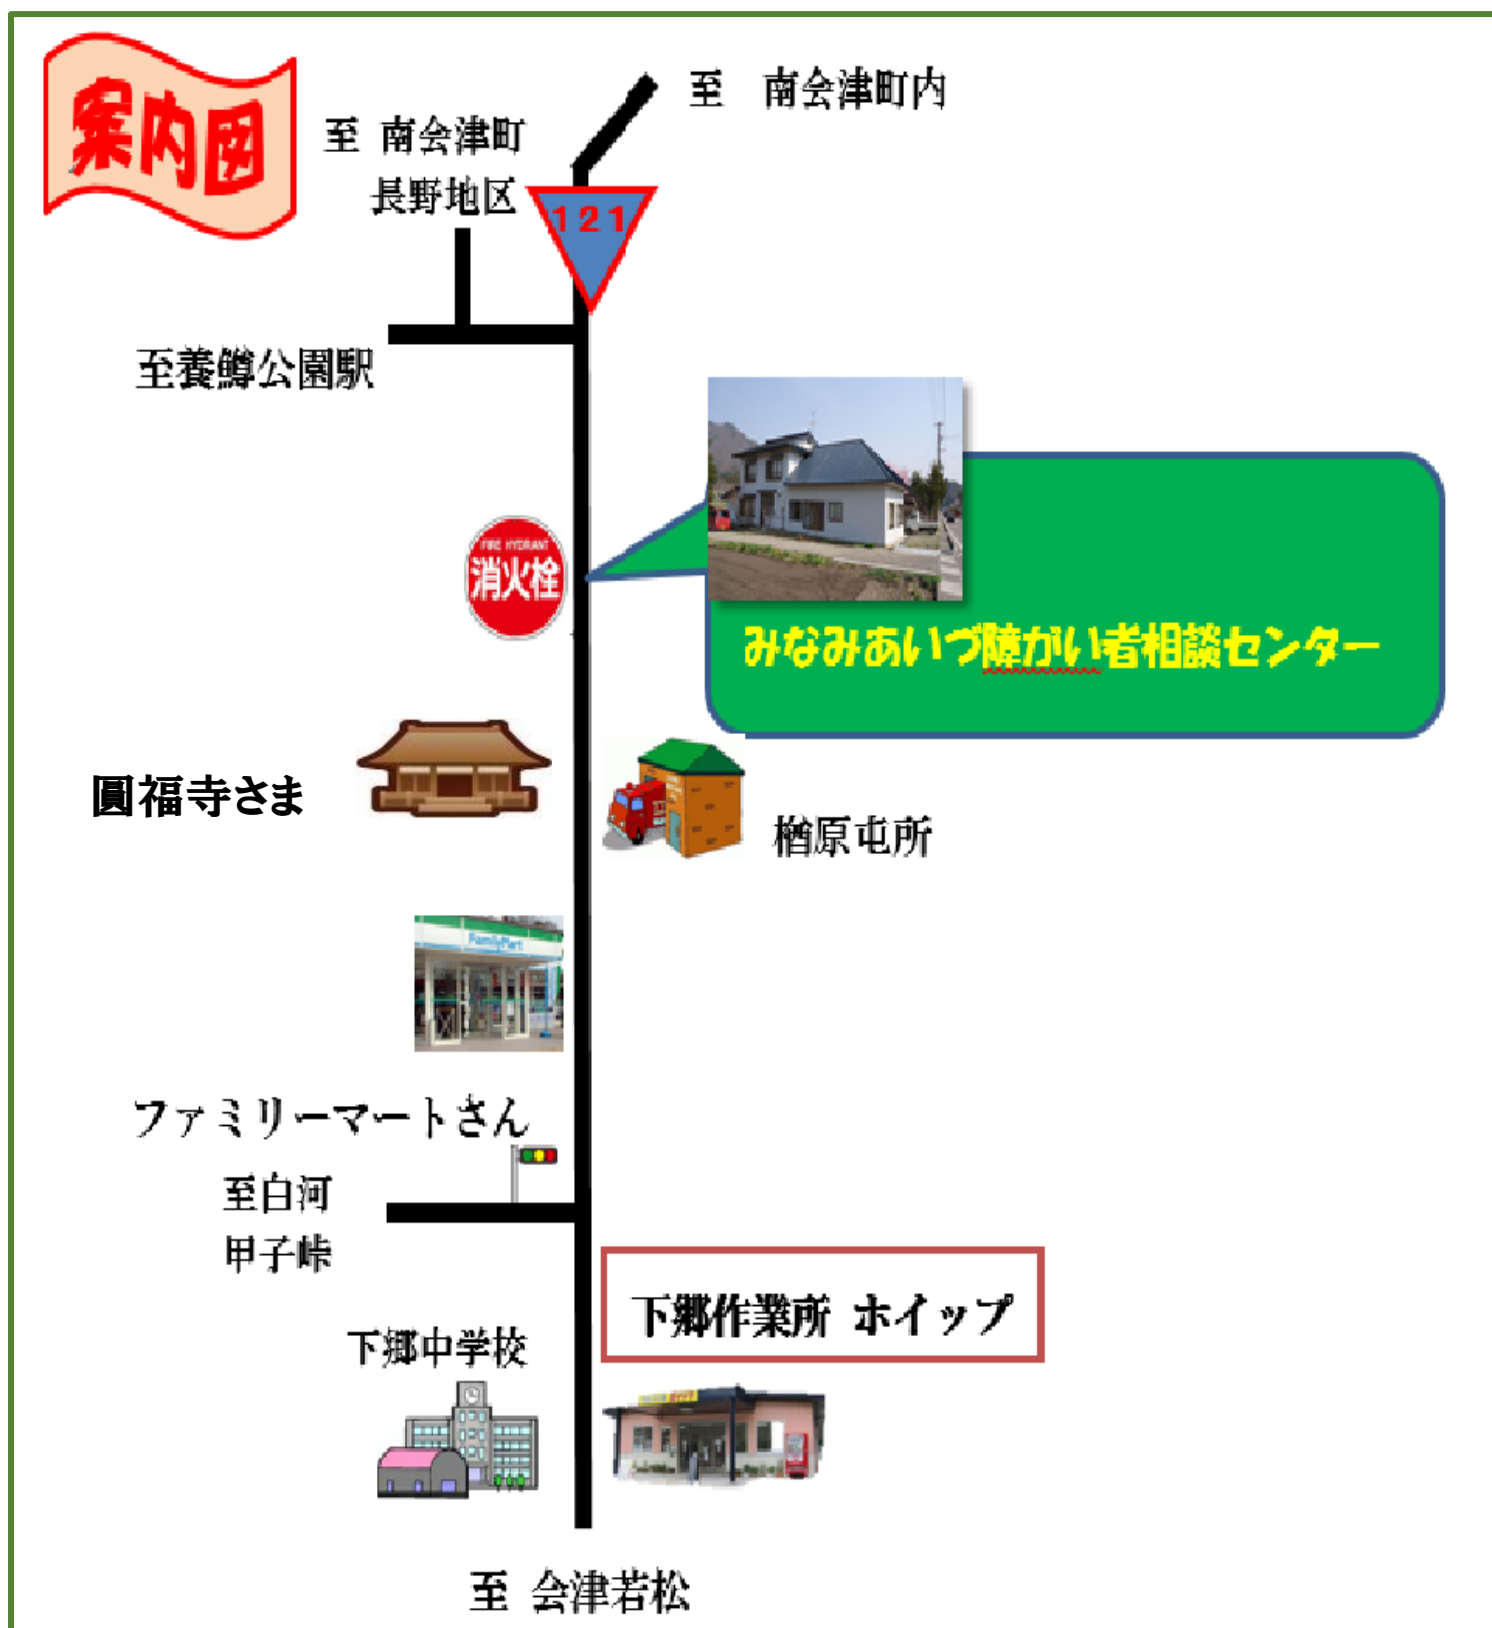 案内図
至 南会津町内
至 南会津町
長野地区
121
至養鱒公園駅
FIRE HYDRANT
消火栓
みなみあいづ障がい者相談センター
圓福寺さま
楢原屯所
FamilyMart
ファミリーマートさん
至白河
甲子峠
下郷作業所 ホイップ
下郷中学校
至 会津若松